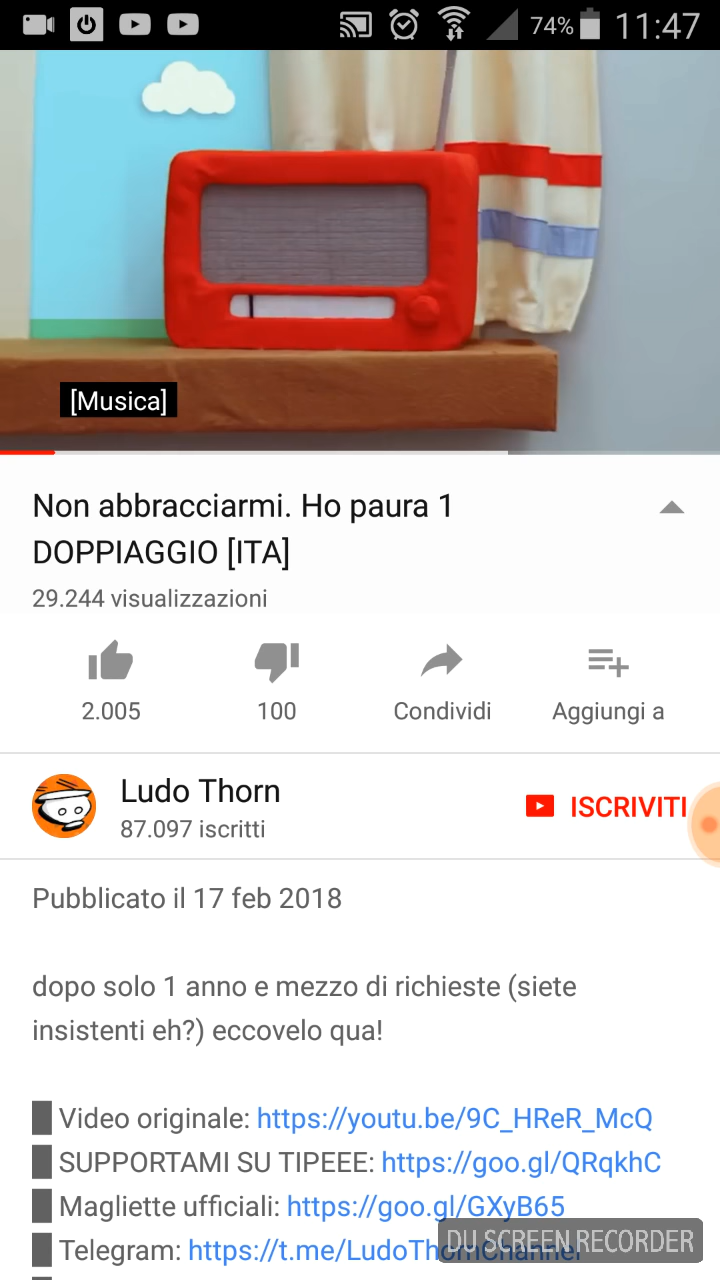 74% 11:47
[Musica]
Non abbracciarmi. Ho paura 1
DOPPIAGGIO [ITA]
29.244 visualizzazioni
2.005 100 Condividi Aggiungi a
Ludo Thorn
87.097 iscritti
ISCRIVITI
Pubblicato il 17 feb 2018
dopo solo 1 anno e mezzo di richieste (siete
insistenti eh?) eccovelo qua!
Video originale: https://youtu.be/9C_HReR_McQ
SUPPORTAMI SU TIPEEE: https://goo.gl/QRqkhC
Magliette ufficiali: https://goo.gl/GXyB65
Telegram: https://t.me/LudoThornChannel
DU SCREEN RECORDER